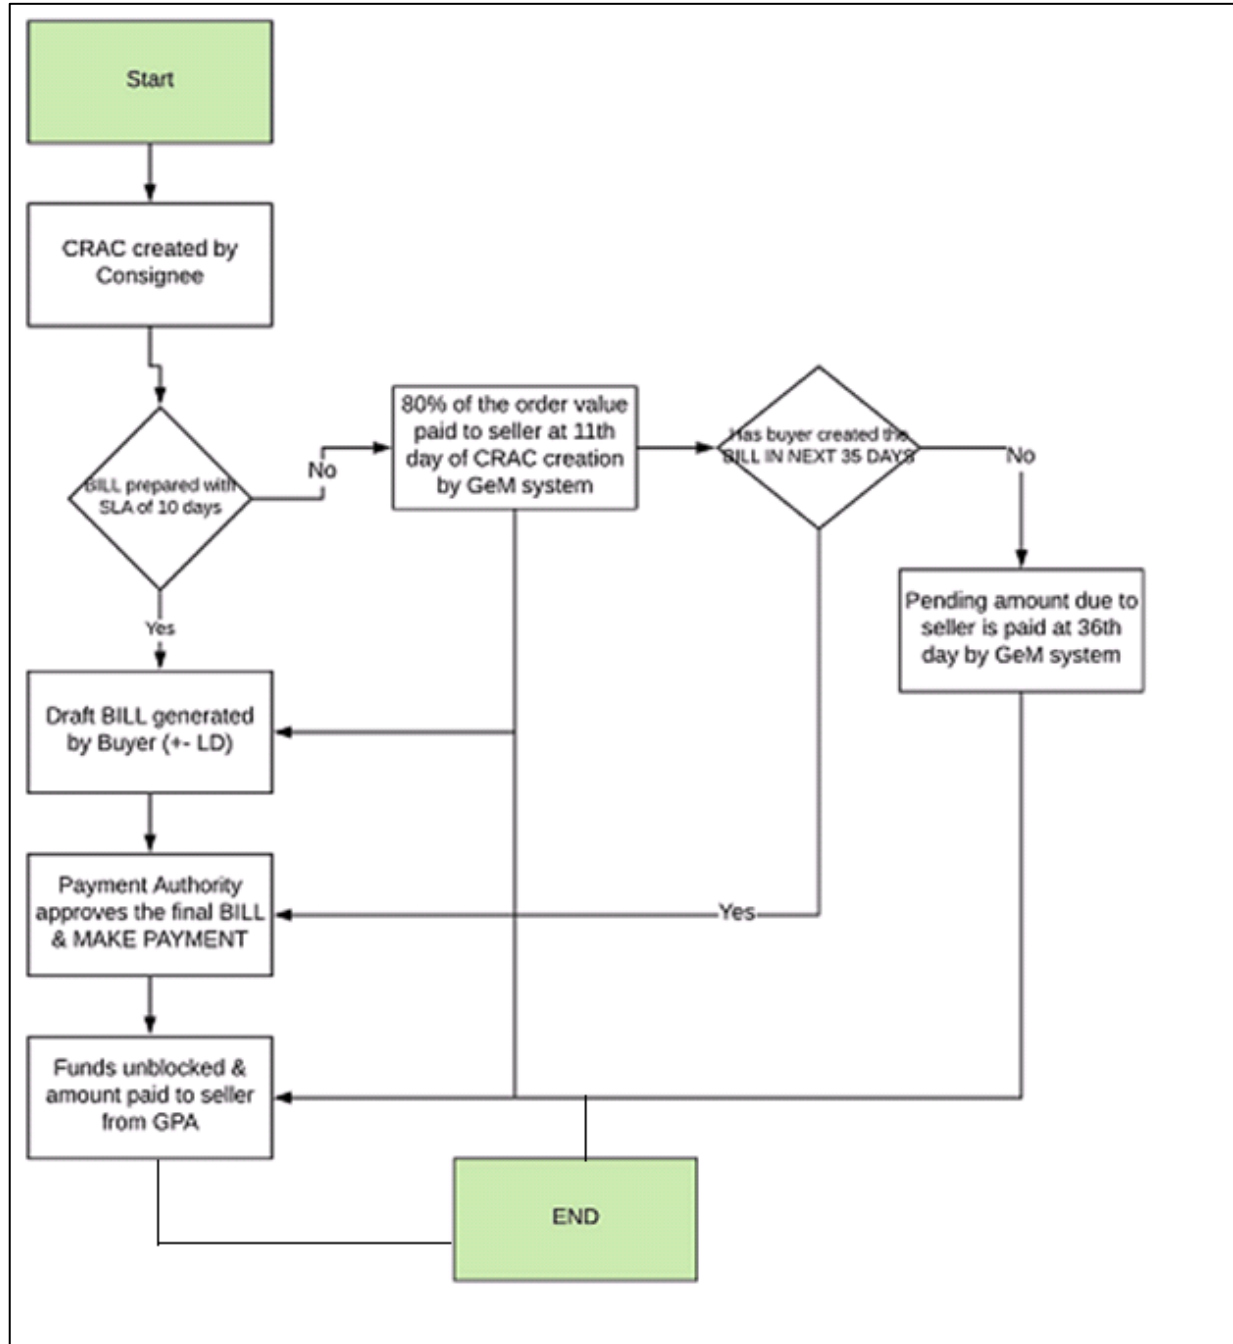 Start
CRAC created by
Consignee
BILL prepared with
SLA of 10 days
No
80% of the order value
paid to seller at 11th
day of CRAC creation
by GeM system
Has buyer created the
BILL IN NEXT 35 DAYS
No
Pending amount due to
seller is paid at 36th
day by GeM system
Yes
Draft BILL generated
by Buyer (+- LD)
Payment Authority
approves the final BILL
& MAKE PAYMENT
Yes
Funds unblocked &
amount paid to seller
from GPA
END